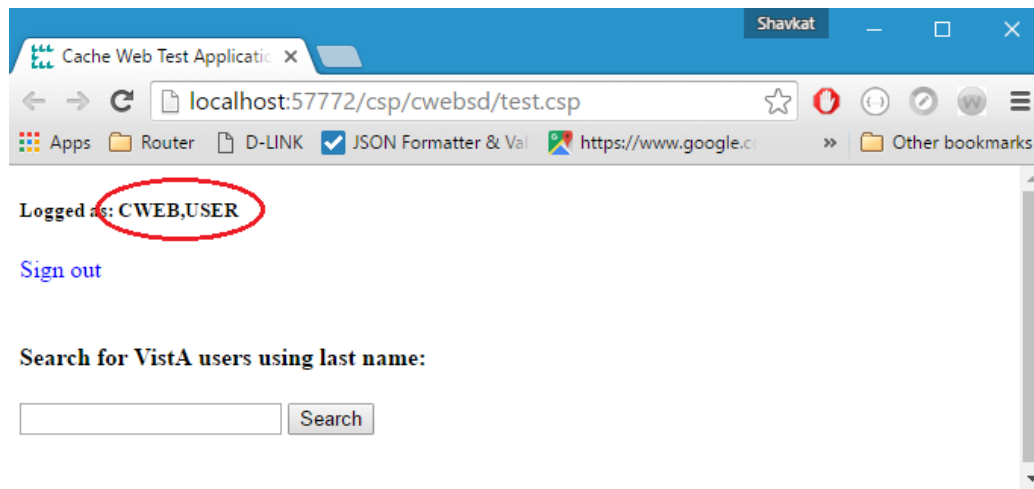 Shavkat
Cache Web Test Applicatic
localhost:57772/csp/cwebsd/test.csp
Apps Router D-LINK JSON Formatter & Val https://www.google.c » Other bookmarks
Logged as: CWEB,USER
Sign out
Search for VistA users using last name:
Search